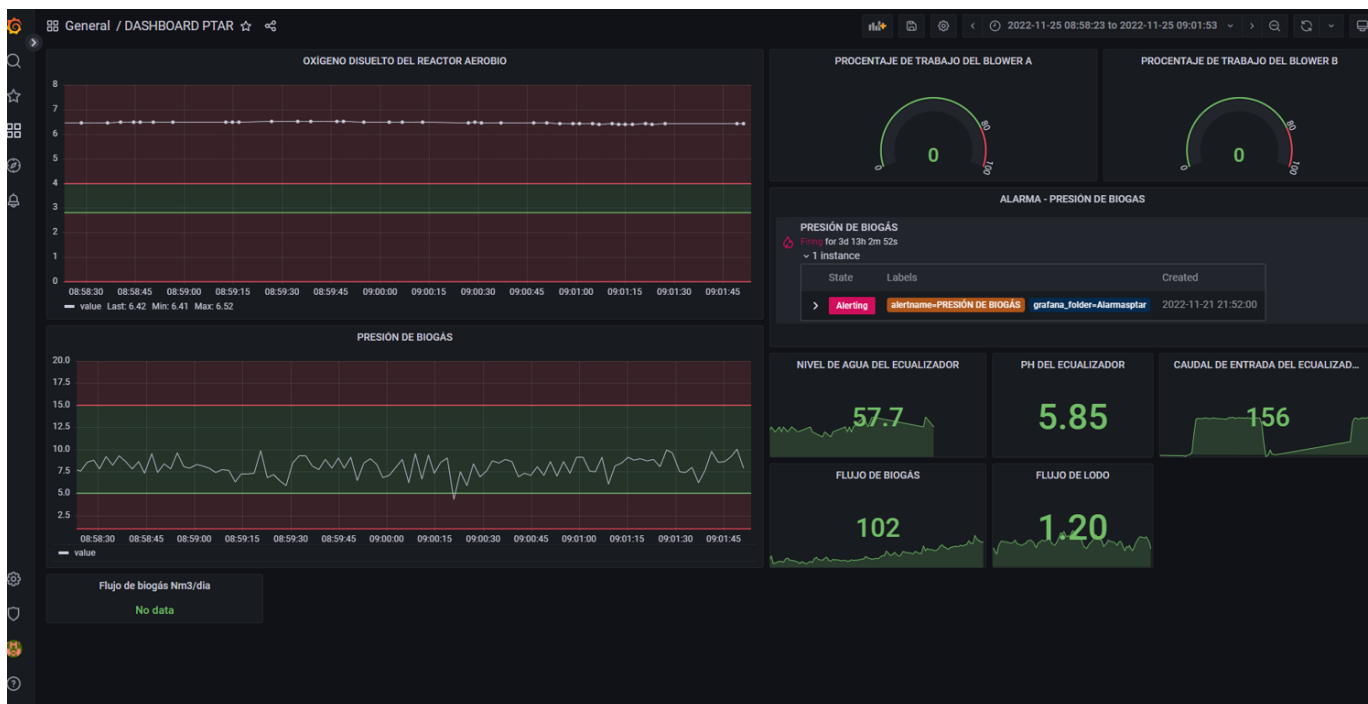 General / DASHBOARD PTAR
2022-11-25 08:58:23 to 2022-11-25 09:01:53
OXÍGENO DISUELTO DEL REACTOR AEROBIO
8
7
6
5
4
3
2
1
0
08:58:30 08:58:45 08:59:00 08:59:15 08:59:30 08:59:45 09:00:00 09:00:15 09:00:30 09:00:45 09:01:00 09:01:15 09:01:30 09:01:45
value Last: 6.42 Min: 6.41 Max: 6.52
PROCENTAJE DE TRABAJO DEL BLOWER A
0
0
80
100
PROCENTAJE DE TRABAJO DEL BLOWER B
0
0
80
100
ALARMA - PRESIÓN DE BIOGAS
PRESIÓN DE BIOGÁS
Firing for 3d 13h 2m 52s
1 instance
State Labels Created
Alerting alertname=PRESIÓN DE BIOGÁS grafana_folder=Alarmasptar 2022-11-21 21:52:00
PRESIÓN DE BIOGÁS
20.0
17.5
15.0
12.5
10.0
7.5
5.0
2.5
08:58:30 08:58:45 08:59:00 08:59:15 08:59:30 08:59:45 09:00:00 09:00:15 09:00:30 09:00:45 09:01:00 09:01:15 09:01:30 09:01:45
value
NIVEL DE AGUA DEL ECUALIZADOR
57.7
PH DEL ECUALIZADOR
5.85
CAUDAL DE ENTRADA DEL ECUALIZAD...
156
FLUJO DE BIOGÁS
102
FLUJO DE LODO
1.20
Flujo de biogás Nm3/dia
No data